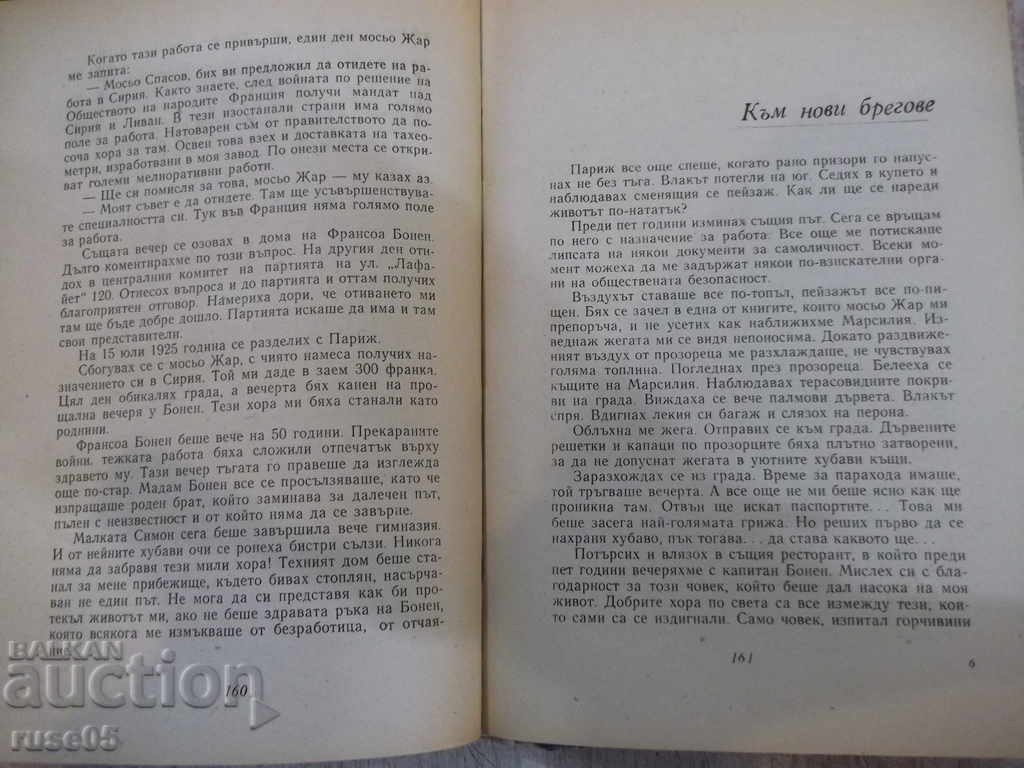 Когато тази работа се привърши, един ден мосьо Жар
ме запита:
— Мосьо Спасов, бих ви предложил да отидете на ра-
бота в Сирия. Както знаете, след войната по решение на
Обществото на народите Франция получи мандат над
Сирия и Ливан. В тези изостанали страни има голямо
поле за работа. Натоварен съм от правителството да по-
соча хора за там. Освен това взех и доставката на тахео-
метри, изработвани в моя завод. По онези места се откри-
ват големи мелиоративни работи.
— Ще си помисля за това, мосьо Жар — му казах аз.
— Моят съвет е да отидете. Там ще усъвършенствува-
те специалността си. Тук във Франция няма голямо поле
за работа.
Същата вечер се озовах в дома на Франсоа Бонен.
Дълго коментирахме по този въпрос. На другия ден оти-
дох в централния комитет на партията на ул. „Лафа-
йет" 120. Отнесох въпроса и до партията и оттам получих
благоприятен отговор. Намериха дори, че отиването ми
там ще бъде добре дошло. Партията искаше да има и там
свои представители.
На 15 юли 1925 година се разделих с Париж.
Сбогувах се с мосьо Жар, с чиято намеса получих на-
значението си в Сирия. Той ми даде в заем 300 франка.
Цял ден обикалях града, а вечерта бях канен на про-
щална вечеря у Бонен. Тези хора ми бяха станали като
роднини.
Франсоа Бонен беше вече на 50 години. Прекараните
войни, тежката работа бяха сложили отпечатък върху
здравето му. Тази вечер тъгата го правеше да изглежда
още по-стар. Мадам Бонен все се просълзяваше, като че
изпращаше роден брат, който заминава за далечен път,
пълен с неизвестност и от който няма да се завърне.
Малката Симон сега беше завършила вече гимназия.
И от нейните хубави очи се ронеха бистри сълзи. Никога
няма да забравя тези мили хора! Техният дом беше ста-
нал за мене прибежище, където бивах стоплян, насърча-
ван не един път. Не мога да си представя как би про-
текъл животът ми, ако не беше здравата ръка на Бонен,
която всякога ме измъкваше от безработица, от отчая-
ние.
160
Към нови брегове
Париж все още спеше, когато рано призори го напус-
нах не без тъга. Влакът потегли на юг. Седях в купето и
наблюдавах сменящия се пейзаж. Как ли ще се нареди
животът по-нататък?
Преди пет години изминах същия път. Сега се връщам
по него с назначение за работа. Все още ме потискаше
липсата на някои документи за самоличност. Всеки мо-
мент можеха да ме задържат някои по-взискателни орга-
ни на обществената безопасност.
Въздухът ставаше все по-топъл, пейзажът все по-пи-
щен. Бях се зачел в една от книгите, които мосьо Жар ми
препоръча, и не усетих как наближихме Марсилия. Из-
веднаж жегата ми се видя непоносима. Докато раздвиже-
ният въздух от прозореца ме разхлаждаше, не чувствувах
голяма топлина. Погледнах през прозореца. Белееха се
къщите на Марсилия. Наблюдавах терасовидните покри-
ви на града. Виждаха се вече палмови дървета. Влакът
спря. Вдигнах лекия си багаж и слязох на перона.
Облъхна ме жега. Отправих се към града. Дървените
решетки и капаци по прозорците бяха плътно затворени,
за да не допуснат жегата в уютните хубави къщи.
Заразхождах се из града. Време за парахода имаше,
той тръгваше вечерта. А все още не ми беше ясно как ще
проникна там. Отвън ще искат паспортите... Това ми
беше засега най-голямата грижа. Но реших първо да се
нахраня хубаво, пък тогава... да става каквото ще...
Потърсих и влязох в същия ресторант, в който преди
пет години вечеряхме с капитан Бонен. Мислех си с бла-
годарност за този човек, който беше дал насока на моя
живот. Добрите хора по света са все измежду тези, кои-
то сами са се издигнали. Само човек, изпитал горчивини
161
6
BALKAN
auction
ruse05